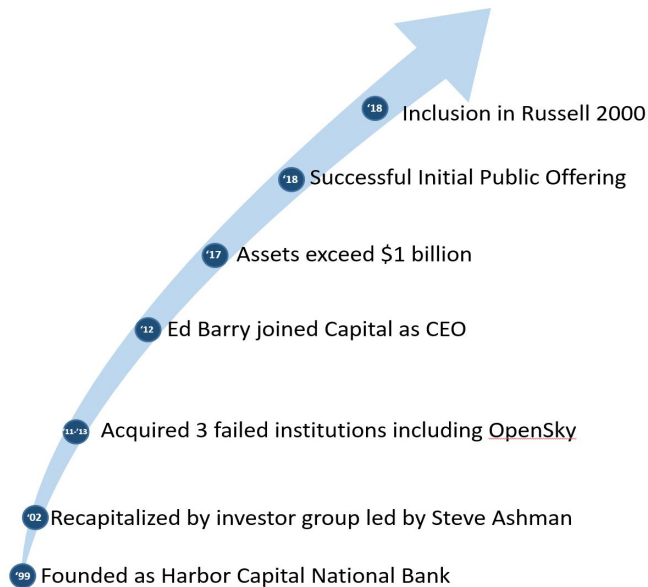 ‘18 Inclusion in Russell 2000
‘18 Successful Initial Public Offering
‘17 Assets exceed $1 billion
‘12 Ed Barry joined Capital as CEO
‘11-‘13 Acquired 3 failed institutions including OpenSky
‘02 Recapitalized by investor group led by Steve Ashman
‘99 Founded as Harbor Capital National Bank